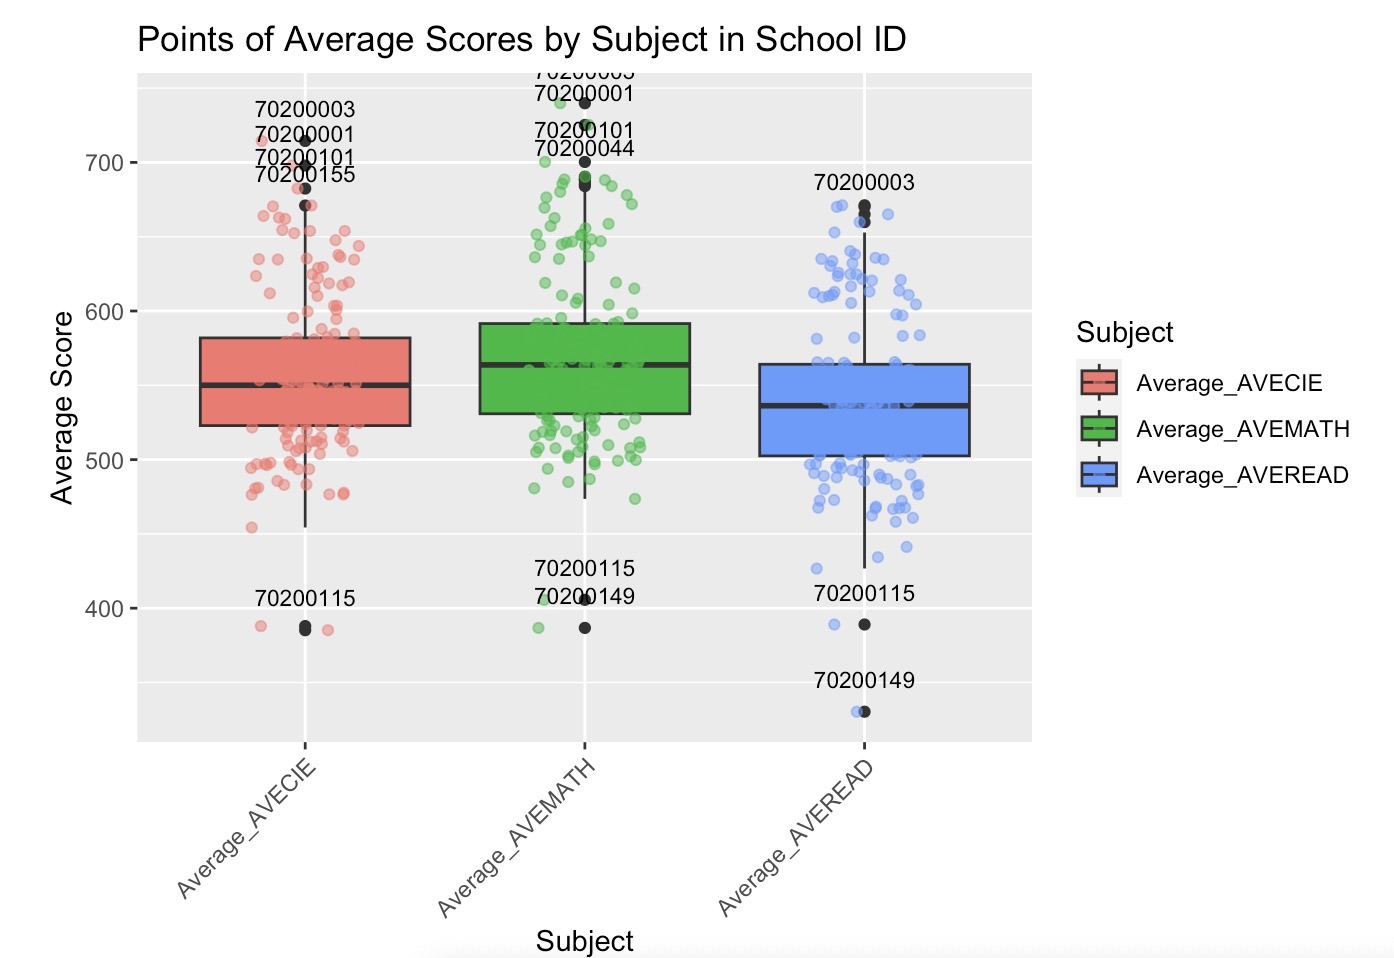 Points of Average Scores by Subject in School ID
70200001
70200003
70200001
70200101
70200101
70200044
70200155
70200003
70200115
70200115
70200149
70200115
70200149
700
600
500
400
Average Score
Average_AVECIE
Average_AVEMATH
Average_AVEREAD
Subject
Subject
Average_AVECIE
Average_AVEMATH
Average_AVEREAD